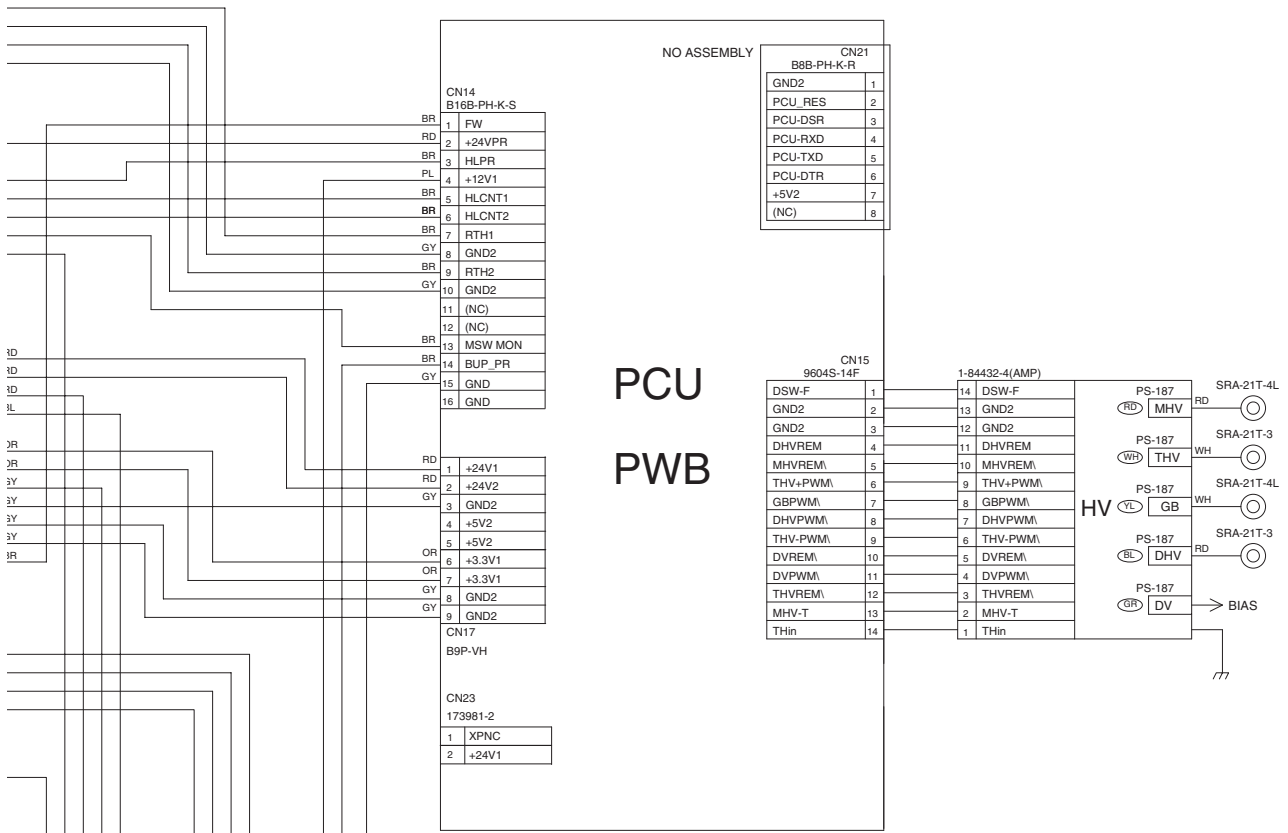 NO ASSEMBLY
CN21
B8B-PH-K-R
GND2 1
PCU_RES 2
PCU-DSR 3
PCU-RXD 4
PCU-TXD 5
PCU-DTR 6
+5V2 7
(NC) 8
CN14
B16B-PH-K-S
BR 1 FW
RD 2 +24VPR
BR 3 HLPR
PL 4 +12V1
BR 5 HLCNT1
BR 6 HLCNT2
BR 7 RTH1
GY 8 GND2
BR 9 RTH2
GY 10 GND2
11 (NC)
12 (NC)
BR 13 MSW MON
BR 14 BUP_PR
GY 15 GND
16 GND
RD
RD
RD
BL
OR
OR
GY
GY
GY
GY
BR
RD 1 +24V1
RD 2 +24V2
GY 3 GND2
4 +5V2
5 +5V2
OR 6 +3.3V1
OR 7 +3.3V1
GY 8 GND2
GY 9 GND2
CN17
B9P-VH
CN23
173981-2
1 XPNC
2 +24V1
PCU
PWB
CN15
9604S-14F
DSW-F 1
GND2 2
GND2 3
DHVREM 4
MHVREM\ 5
THV+PWM\ 6
GBPWM\ 7
DHVPWM\ 8
THV-PWM\ 9
DVREM\ 10
DVPWM\ 11
THVREM\ 12
MHV-T 13
THin 14
1-84432-4(AMP)
14 DSW-F
13 GND2
12 GND2
11 DHVREM
10 MHVREM\
9 THV+PWM\
8 GBPWM\
7 DHVPWM\
6 THV-PWM\
5 DVREM\
4 DVPWM\
3 THVREM\
2 MHV-T
1 THin
HV
PS-187
RD MHV RD
SRA-21T-4L
PS-187
WH THV WH
SRA-21T-3
PS-187
YL GB WH
SRA-21T-4L
PS-187
BL DHV RD
SRA-21T-3
PS-187
GR DV BIAS